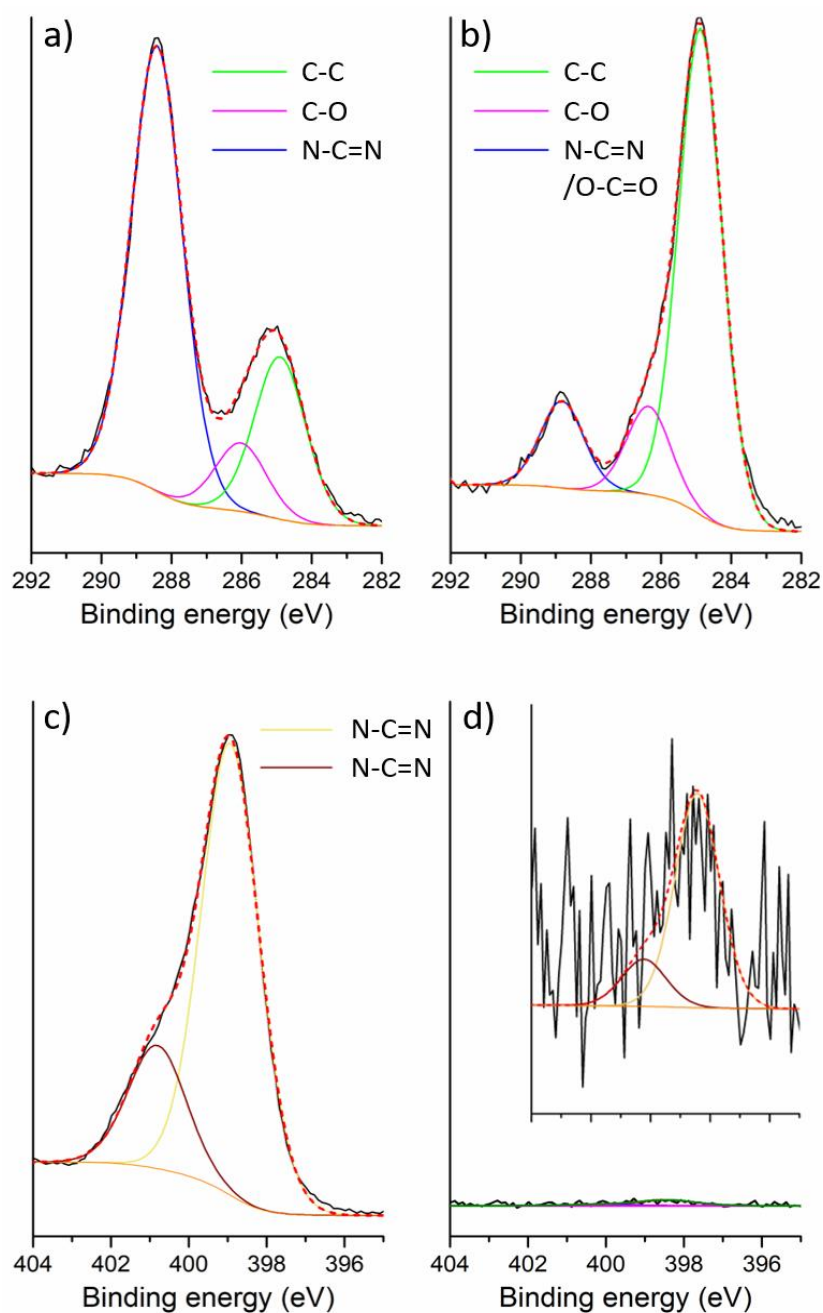 a)
C-C
C-O
N-C=N
292 290 288 286 284 282
Binding energy (eV)
b)
C-C
C-O
N-C=N
/O-C=O
292 290 288 286 284 282
Binding energy (eV)
c)
N-C=N
N-C=N
404 402 400 398 396
Binding energy (eV)
d)
404 402 400 398 396
Binding energy (eV)